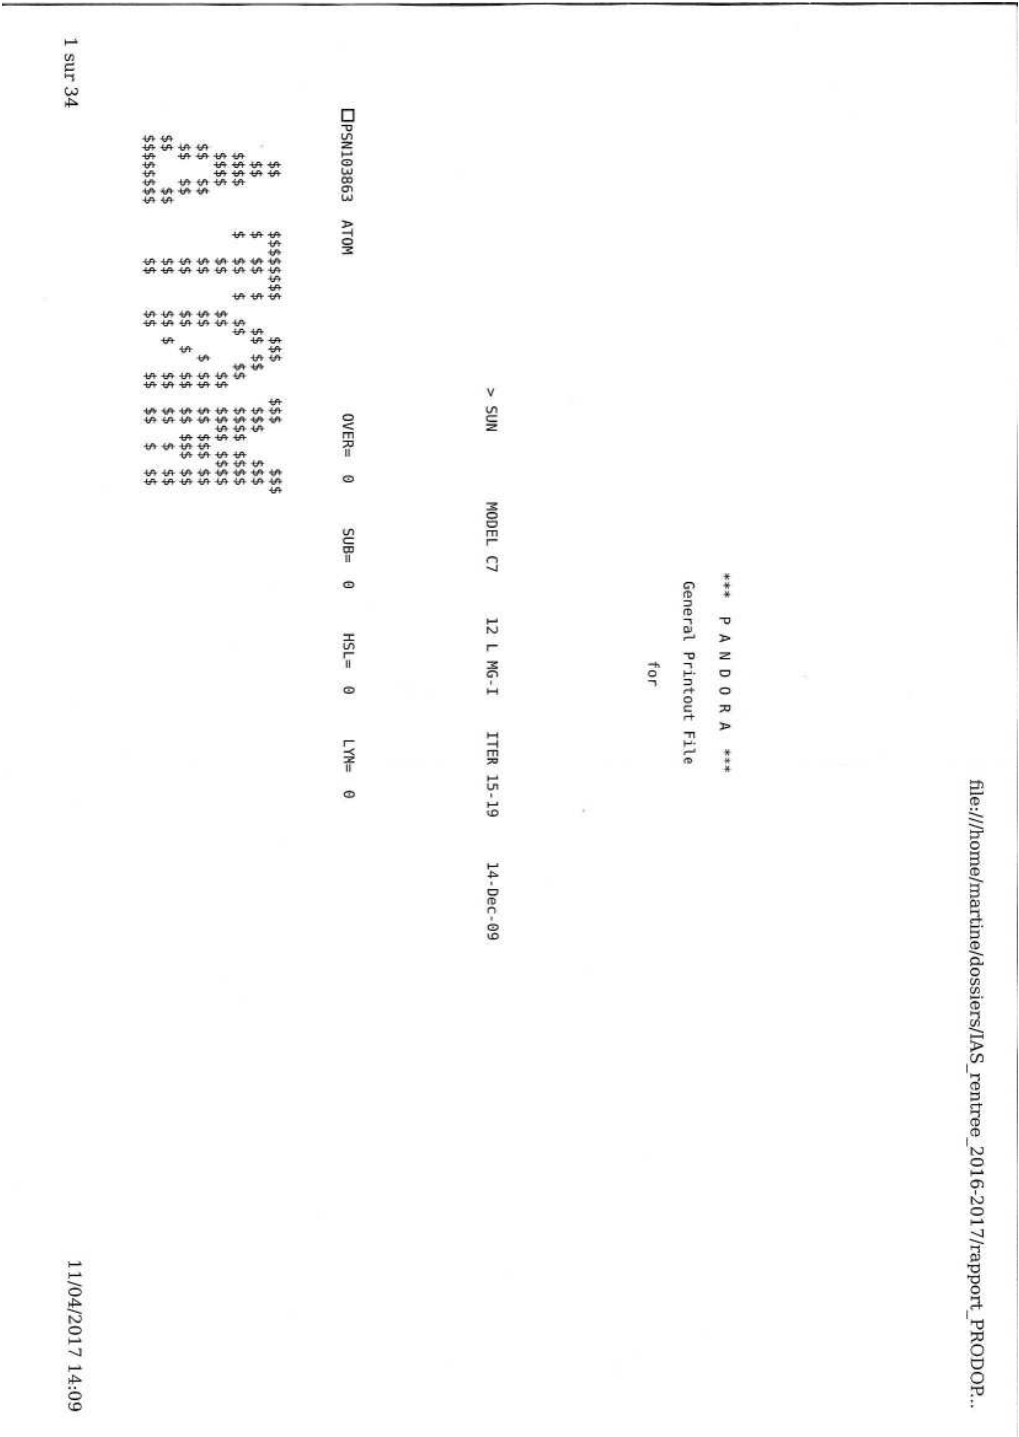 file:///home/martine/dossiers/IAS_rentree_2016-2017/rapport_PRODOP...
*** P A N D O R A ***
General Printout File
for
> SUN MODEL C7 12 L MG-I ITER 15-19 14-Dec-09
□PSN103863 ATOM OVER= 0 SUB= 0 HSL= 0 LYM= 0
   $$      $$$$$$$$    $$$    $$$     $$$
   $$      $  $$  $   $$ $$    $$$   $$$
  $$$$     $  $$  $  $$   $$   $$$$ $$$$
  $$$$        $$    $$     $$  $$$$ $$$$
 $$  $$       $$    $$   $ $$  $$ $$$ $$
 $$  $$       $$    $$  $  $$  $$ $$$ $$
$$    $$      $$    $$ $   $$  $$  $  $$
$$$$$$$$      $$    $$     $$  $$  $  $$
1 sur 34
11/04/2017 14:09